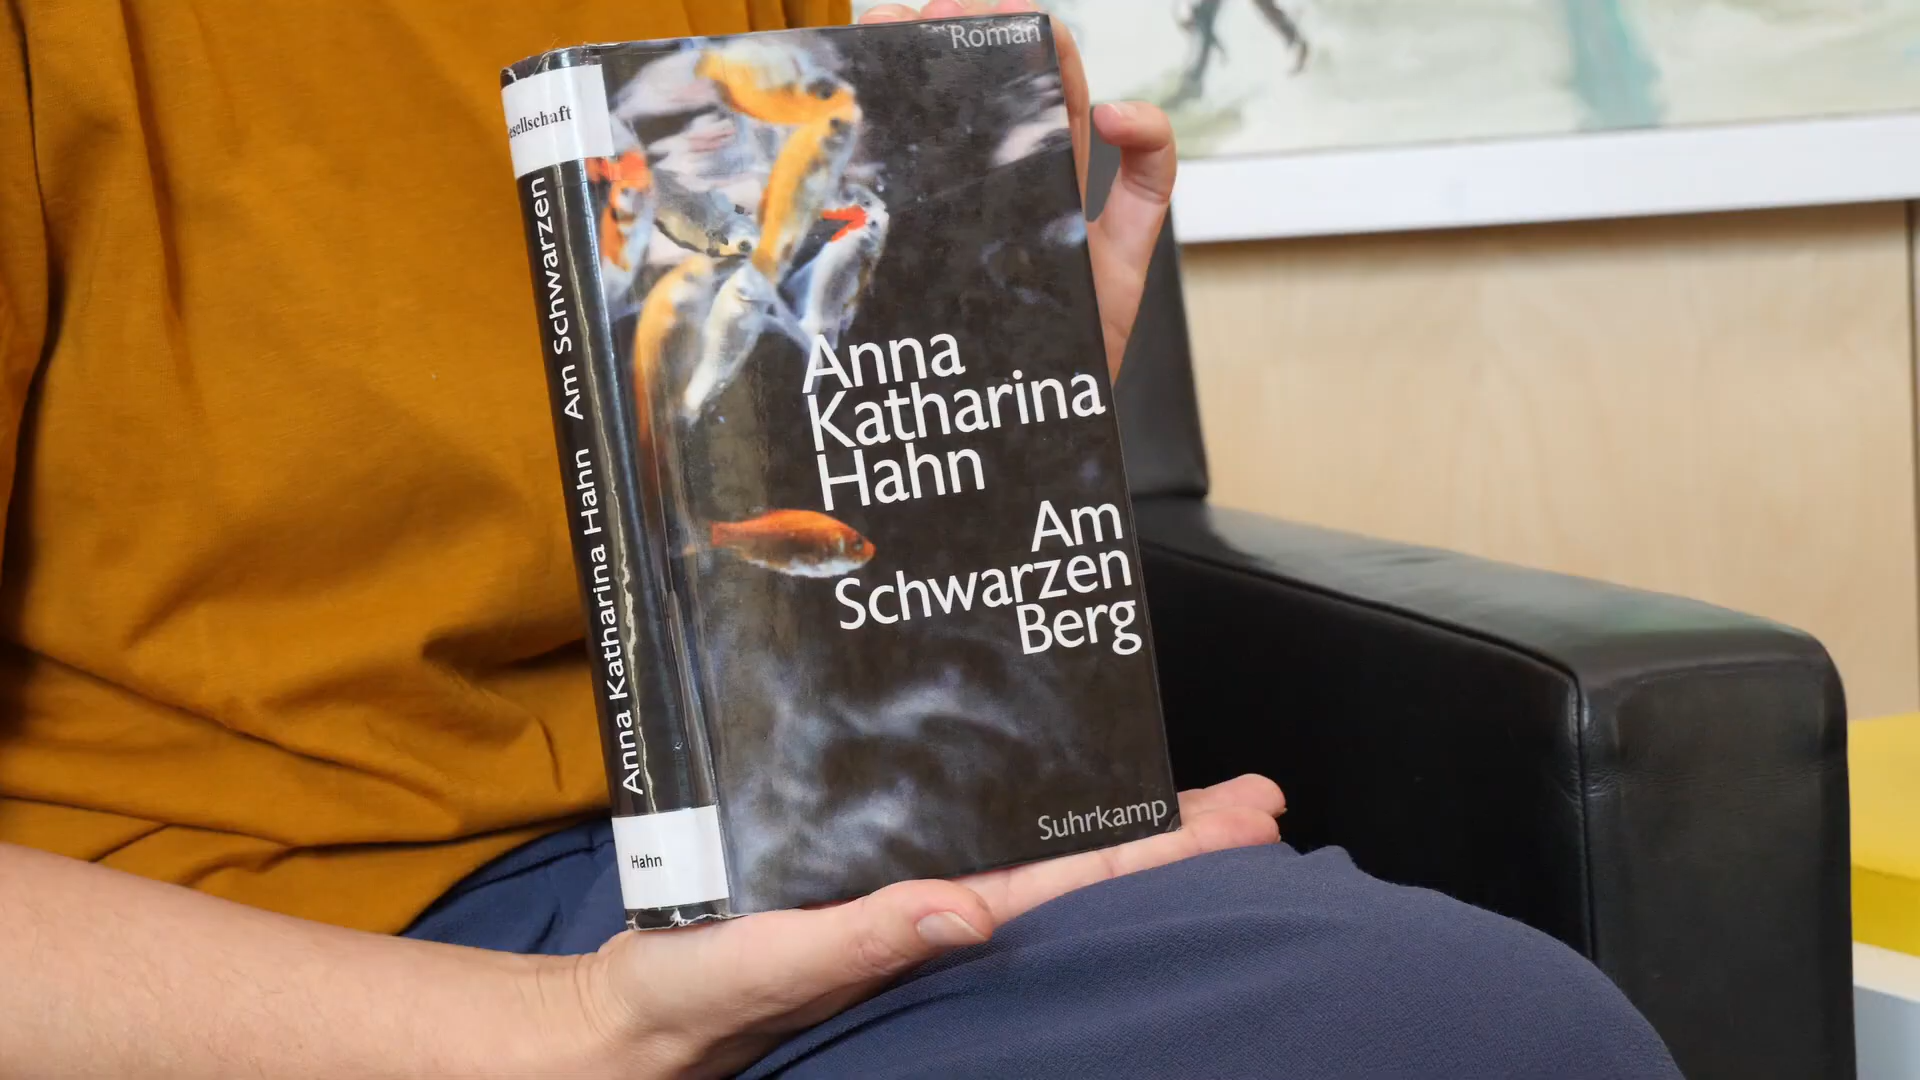 Roman
Anna
Katharina
Hahn
Am
Schwarzen
Berg
Suhrkamp
esellschaft
Anna Katharina Hahn Am Schwarzen
Hahn